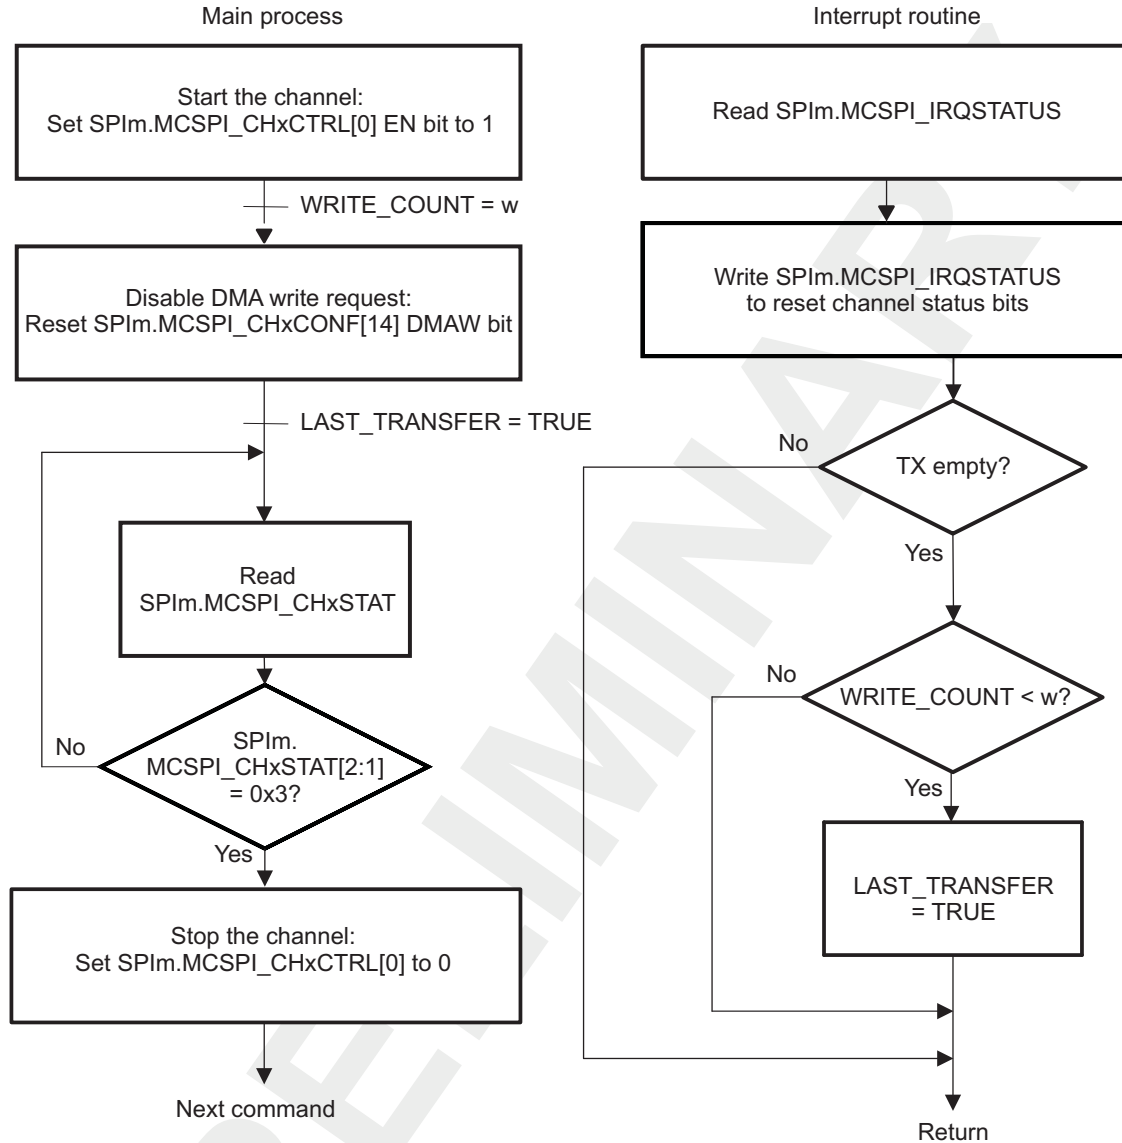 Main process
Start the channel:
Set SPIm.MCSPI_CHxCTRL[0] EN bit to 1
WRITE_COUNT = w
Disable DMA write request:
Reset SPIm.MCSPI_CHxCONF[14] DMAW bit
LAST_TRANSFER = TRUE
Read
SPIm.MCSPI_CHxSTAT
No
SPIm.
MCSPI_CHxSTAT[2:1]
= 0x3?
Yes
Stop the channel:
Set SPIm.MCSPI_CHxCTRL[0] to 0
Next command
Interrupt routine
Read SPIm.MCSPI_IRQSTATUS
Write SPIm.MCSPI_IRQSTATUS
to reset channel status bits
No
TX empty?
Yes
No
WRITE_COUNT < w?
Yes
LAST_TRANSFER
= TRUE
Return